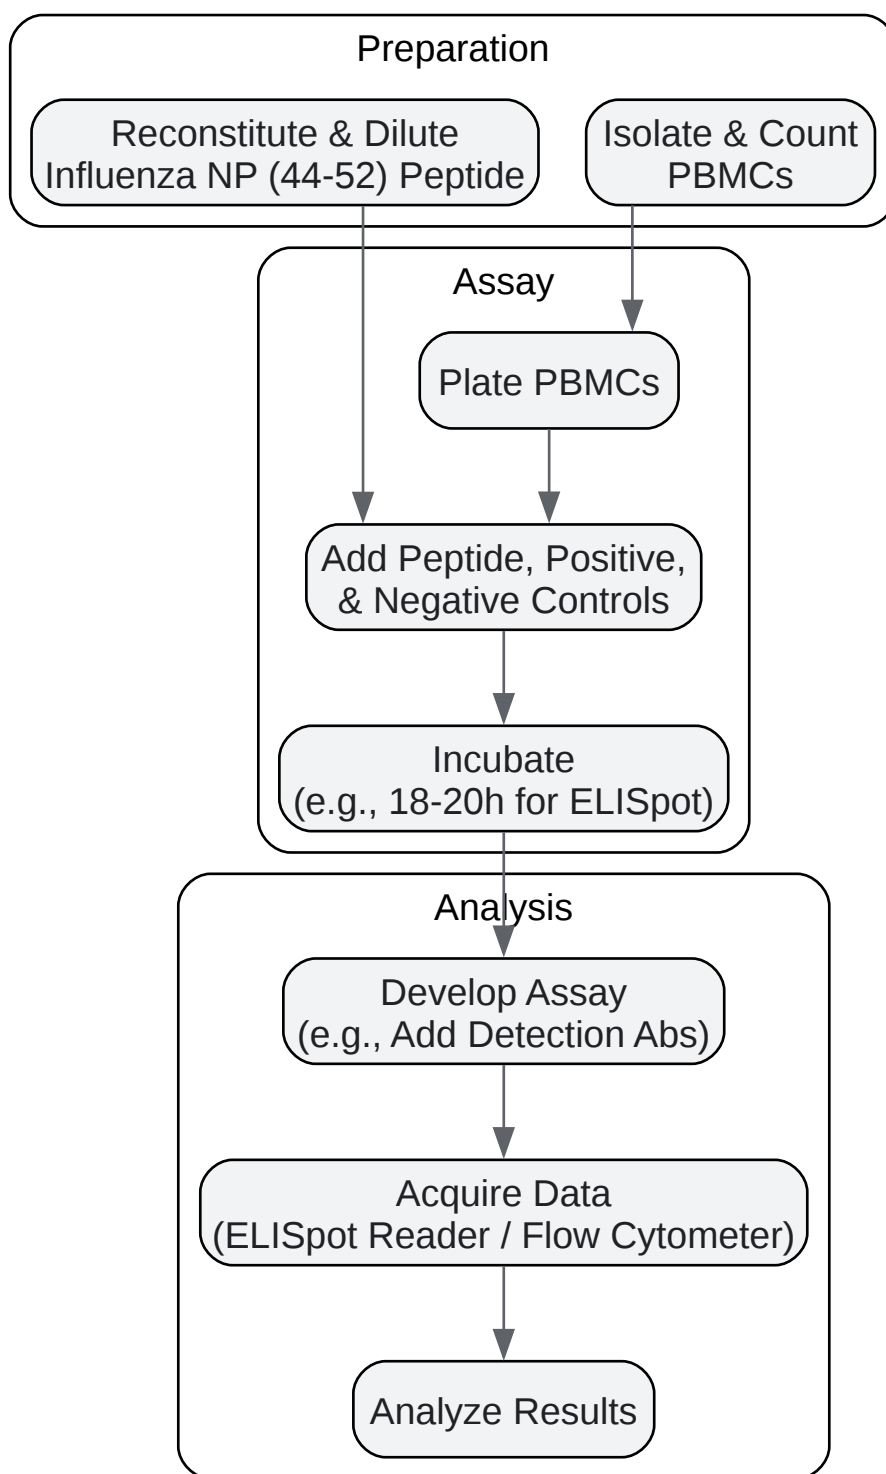 Preparation
Reconstitute & Dilute
Influenza NP (44-52) Peptide
Isolate & Count
PBMCs
Assay
Plate PBMCs
Add Peptide, Positive,
& Negative Controls
Incubate
(e.g., 18-20h for ELISpot)
Analysis
Develop Assay
(e.g., Add Detection Abs)
Acquire Data
(ELISpot Reader / Flow Cytometer)
Analyze Results